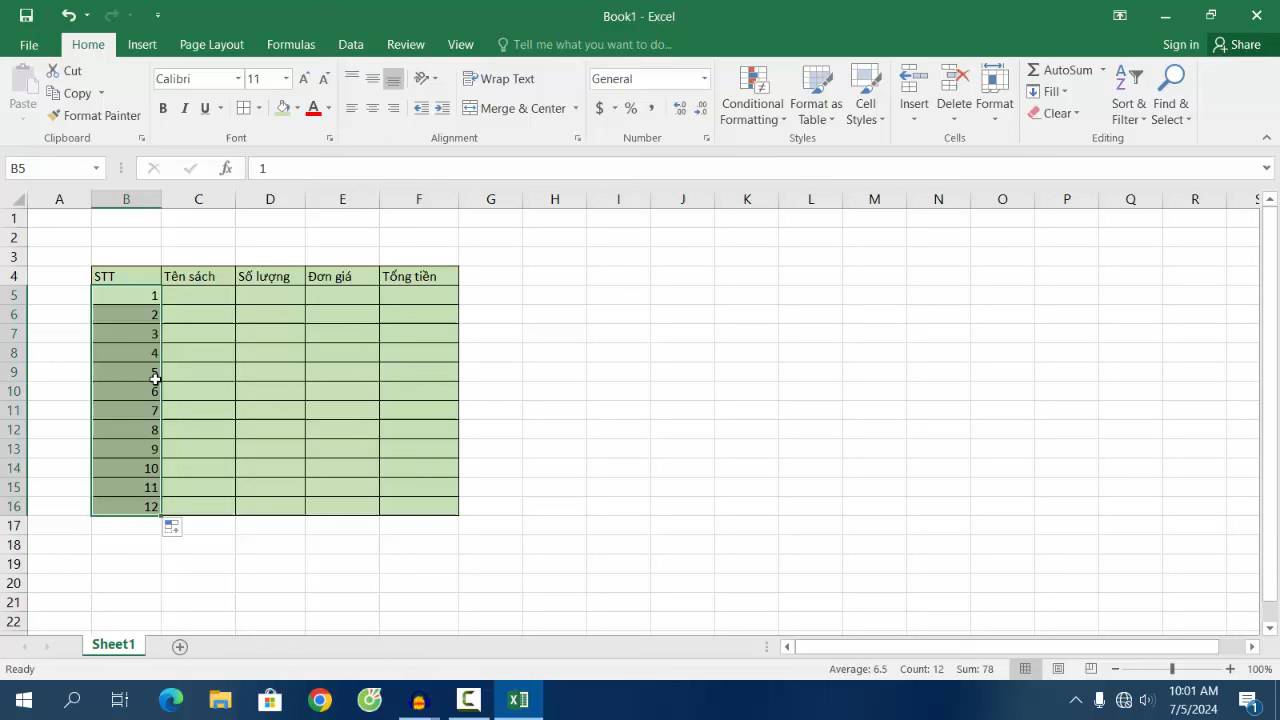 Book1 - Excel
File Home Insert Page Layout Formulas Data Review View Tell me what you want to do... Sign in Share
Paste Cut Copy Format Painter Clipboard
Calibri 11 B I U A Font
Wrap Text Merge & Center Alignment
General $ % , Number
Conditional Formatting Format as Table Cell Styles Styles
Insert Delete Format Cells
AutoSum Fill Clear Sort & Filter Find & Select Editing
B5 fx 1
A B C D E F G H I J K L M N O P Q R S
1
2
3
4 STT Tên sách Số lượng Đơn giá Tổng tiền
5 1
6 2
7 3
8 4
9 5
10 6
11 7
12 8
13 9
14 10
15 11
16 12
17
18
19
20
21
22
Sheet1
Ready Average: 6.5 Count: 12 Sum: 78 100%
10:01 AM
7/5/2024
1